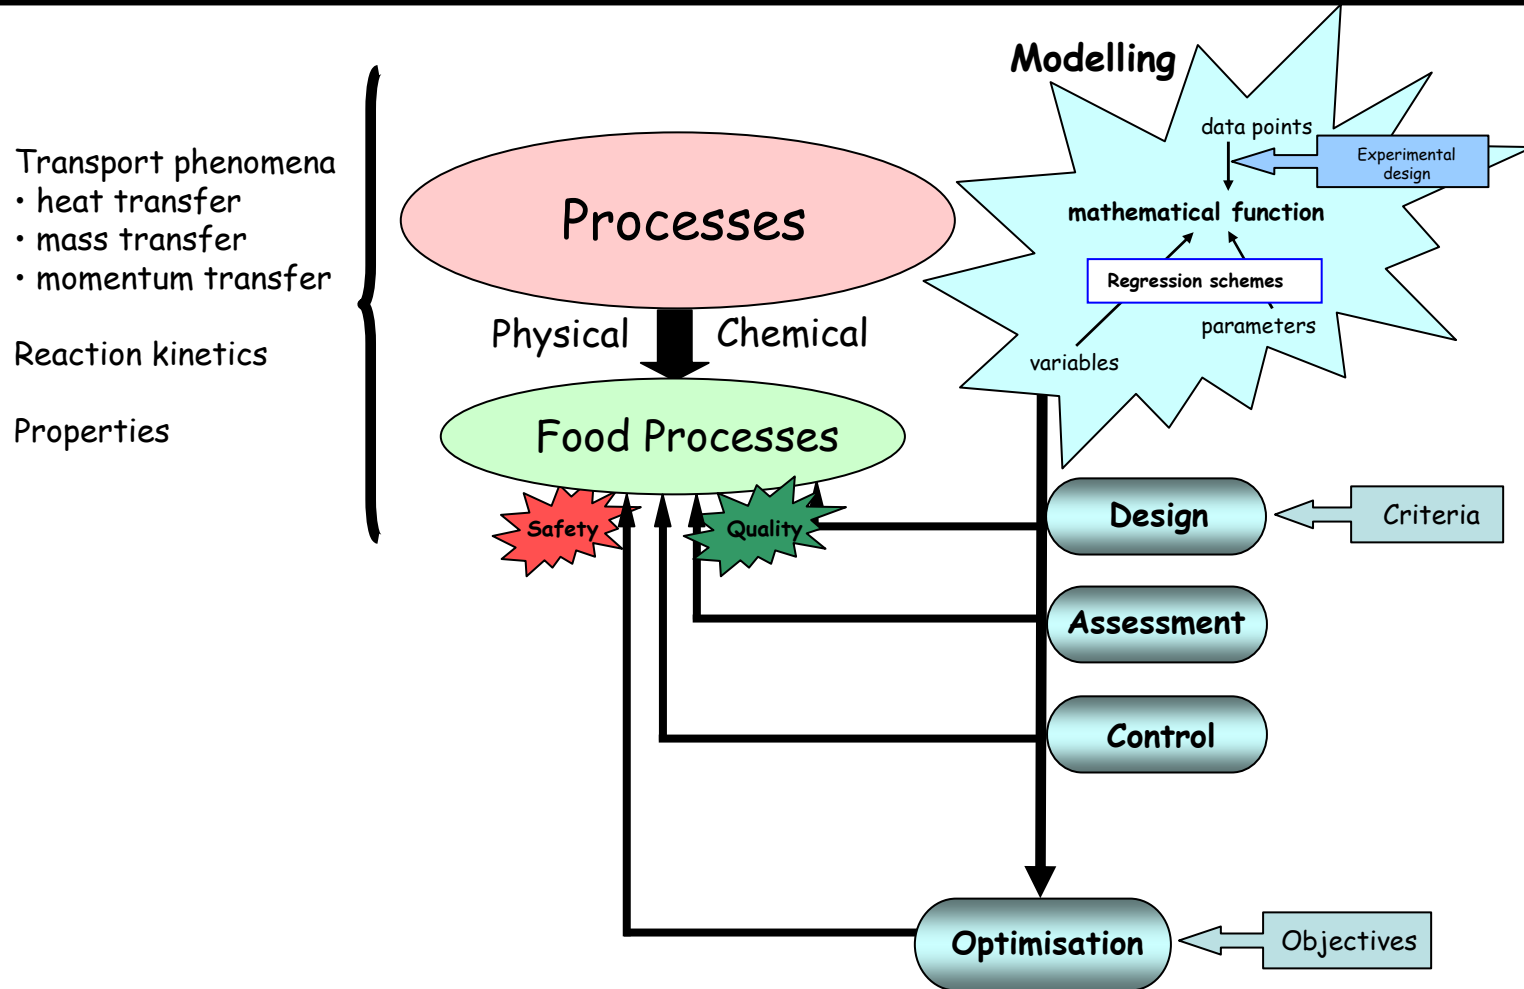 Modelling
data points
Experimental
design
mathematical function
Regression schemes
parameters
variables
Transport phenomena
• heat transfer
• mass transfer
• momentum transfer
Reaction kinetics
Properties
Processes
Physical
Chemical
Food Processes
Safety
Quality
Design
Criteria
Assessment
Control
Optimisation
Objectives